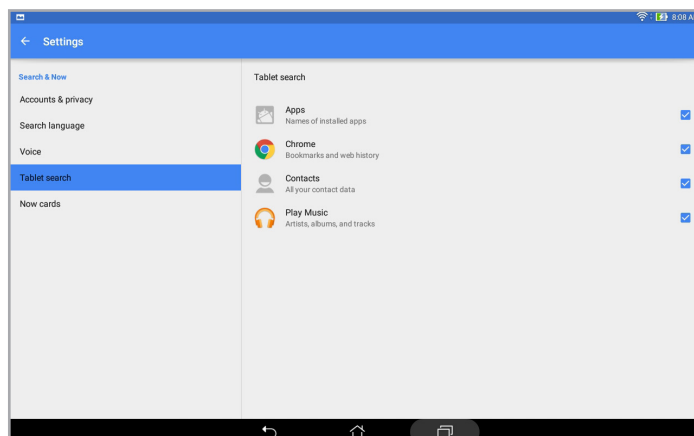 8:08 A
Settings
Search & Now
Accounts & privacy
Search language
Voice
Tablet search
Now cards
Tablet search
Apps
Names of installed apps
Chrome
Bookmarks and web history
Contacts
All your contact data
Play Music
Artists, albums, and tracks